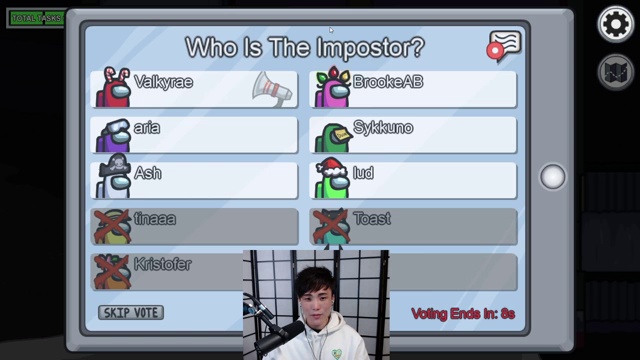 TOTAL TASKS
Who Is The Impostor?
Valkyrae
BrookeAB
aria
Sykkuno
Ash
lud
tinaaa
Toast
Kristofer
SKIP VOTE
Voting Ends In: 8s